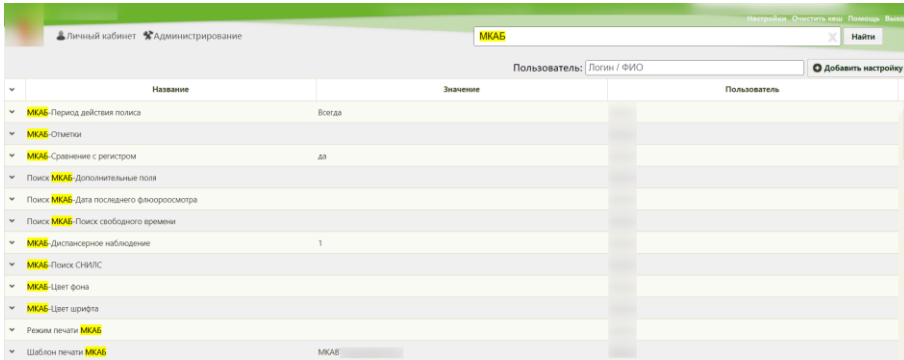 Настройки Очистить кеш Помощь Выхо
Личный кабинет Администрирование
МКАБ
Найти
Пользователь: Логин / ФИО
Добавить настройку
Название Значение Пользователь
МКАБ-Период действия полиса Всегда
МКАБ-Отметки
МКАБ-Сравнение с регистром да
Поиск МКАБ-Дополнительные поля
Поиск МКАБ-Дата последнего флюороосмотра
Поиск МКАБ-Поиск свободного времени
МКАБ-Диспансерное наблюдение 1
МКАБ-Поиск СНИЛС
МКАБ-Цвет фона
МКАБ-Цвет шрифта
Режим печати МКАБ
Шаблон печати МКАБ МКАВ